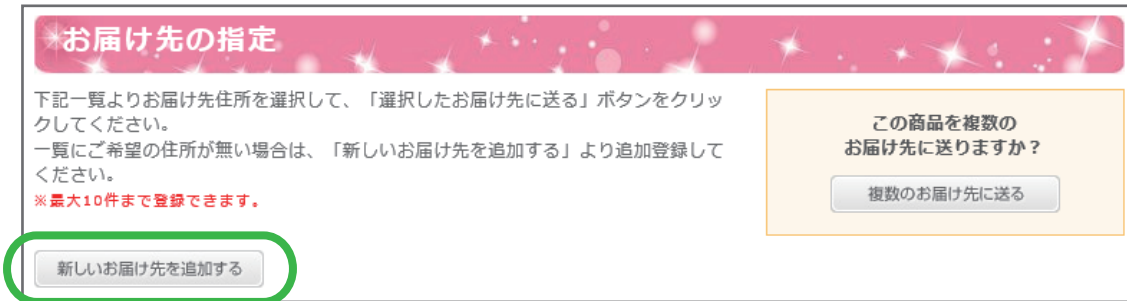 お届け先の指定
下記一覧よりお届け先住所を選択して、「選択したお届け先に送る」ボタンをクリッ
クしてください。
一覧にご希望の住所が無い場合は、「新しいお届け先を追加する」より追加登録して
ください。
※最大10件まで登録できます。
この商品を複数の
お届け先に送りますか？
複数のお届け先に送る
新しいお届け先を追加する